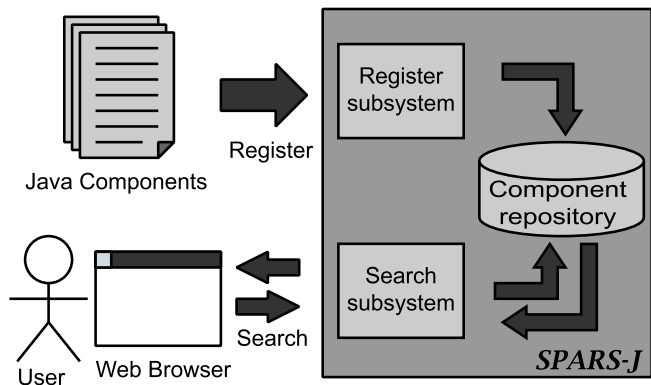 Register
subsystem
Register
Java Components
Component
repository
Search
subsystem
Search
Web Browser
User
SPARS-J